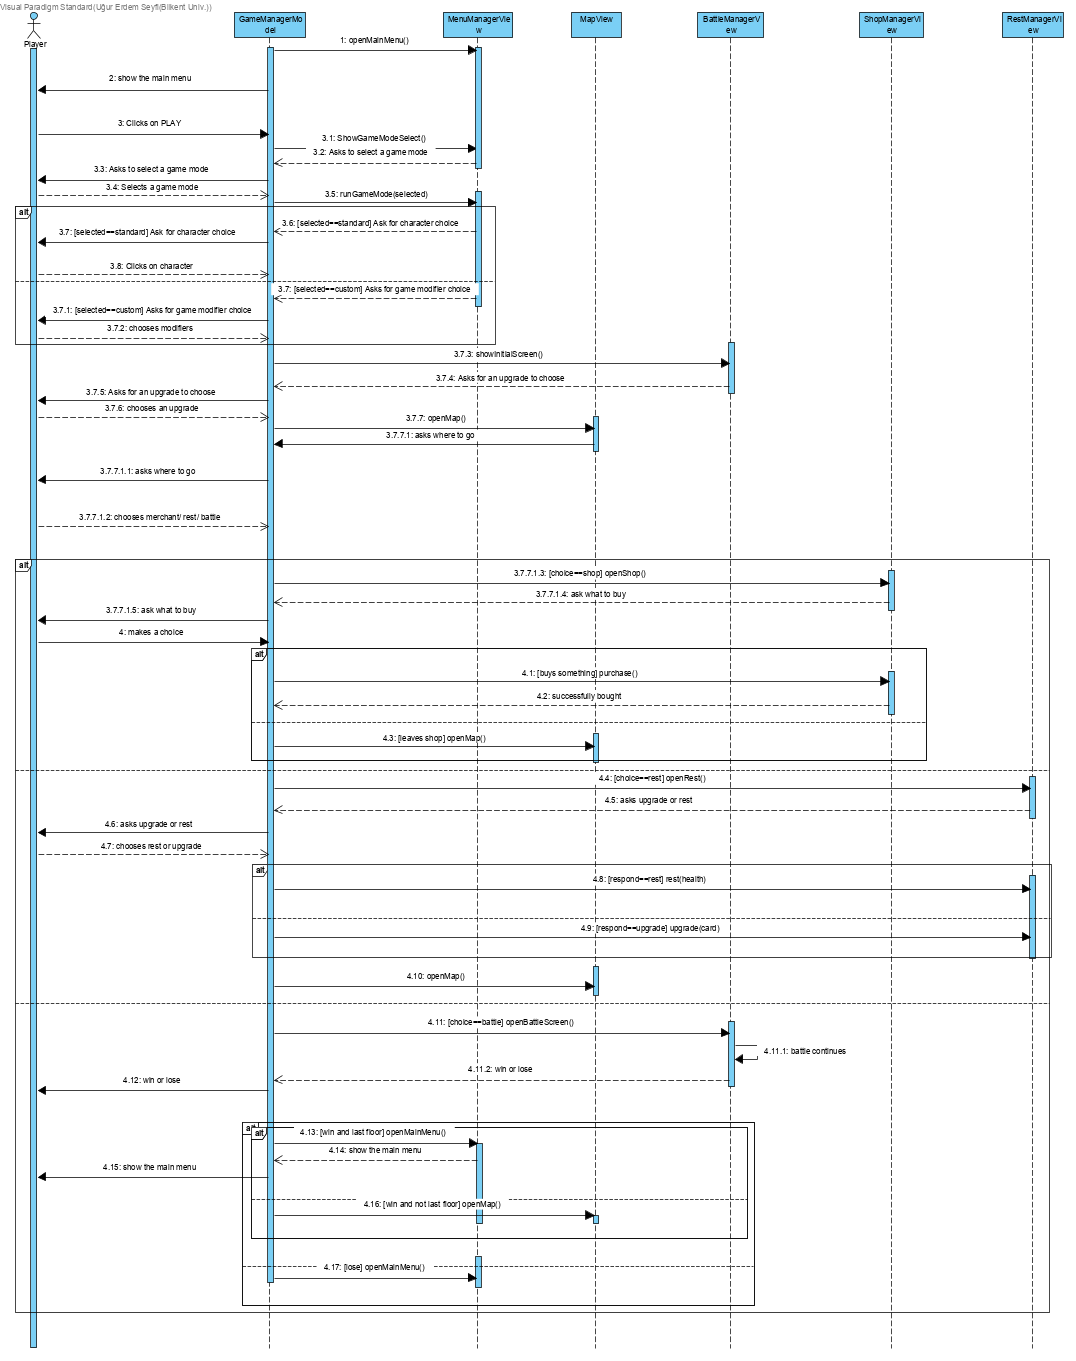 Visual Paradigm Standard(Uğur Erdem Seyfi(Bilkent Univ.))
Player
GameManagerMo
del
MenuManagerVie
w
MapView
BattleManagerV
iew
ShopManagerVi
ew
RestManagerVi
ew
1: openMainMenu()
2: show the main menu
3: Clicks on PLAY
3.1: ShowGameModeSelect()
3.2: Asks to select a game mode
3.3: Asks to select a game mode
3.4: Selects a game mode
3.5: runGameMode(selected)
alt
3.6: [selected==standard] Ask for character choice
3.7: [selected==standard] Ask for character choice
3.8: Clicks on character
3.7: [selected==custom] Asks for game modifier choice
3.7.1: [selected==custom] Asks for game modifier choice
3.7.2: chooses modifiers
3.7.3: showInitialScreen()
3.7.4: Asks for an upgrade to choose
3.7.5: Asks for an upgrade to choose
3.7.6: chooses an upgrade
3.7.7: openMap()
3.7.7.1: asks where to go
3.7.7.1.1: asks where to go
3.7.7.1.2: chooses merchant/ rest/ battle
alt
3.7.7.1.3: [choice==shop] openShop()
3.7.7.1.4: ask what to buy
3.7.7.1.5: ask what to buy
4: makes a choice
alt
4.1: [buys something] purchase()
4.2: successfully bought
4.3: [leaves shop] openMap()
4.4: [choice==rest] openRest()
4.5: asks upgrade or rest
4.6: asks upgrade or rest
4.7: chooses rest or upgrade
alt
4.8: [respond==rest] rest(health)
4.9: [respond==upgrade] upgrade(card)
4.10: openMap()
4.11: [choice==battle] openBattleScreen()
4.11.1: battle continues
4.11.2: win or lose
4.12: win or lose
alt
alt
4.13: [win and last floor] openMainMenu()
4.14: show the main menu
4.15: show the main menu
4.16: [win and not last floor] openMap()
4.17: [lose] openMainMenu()